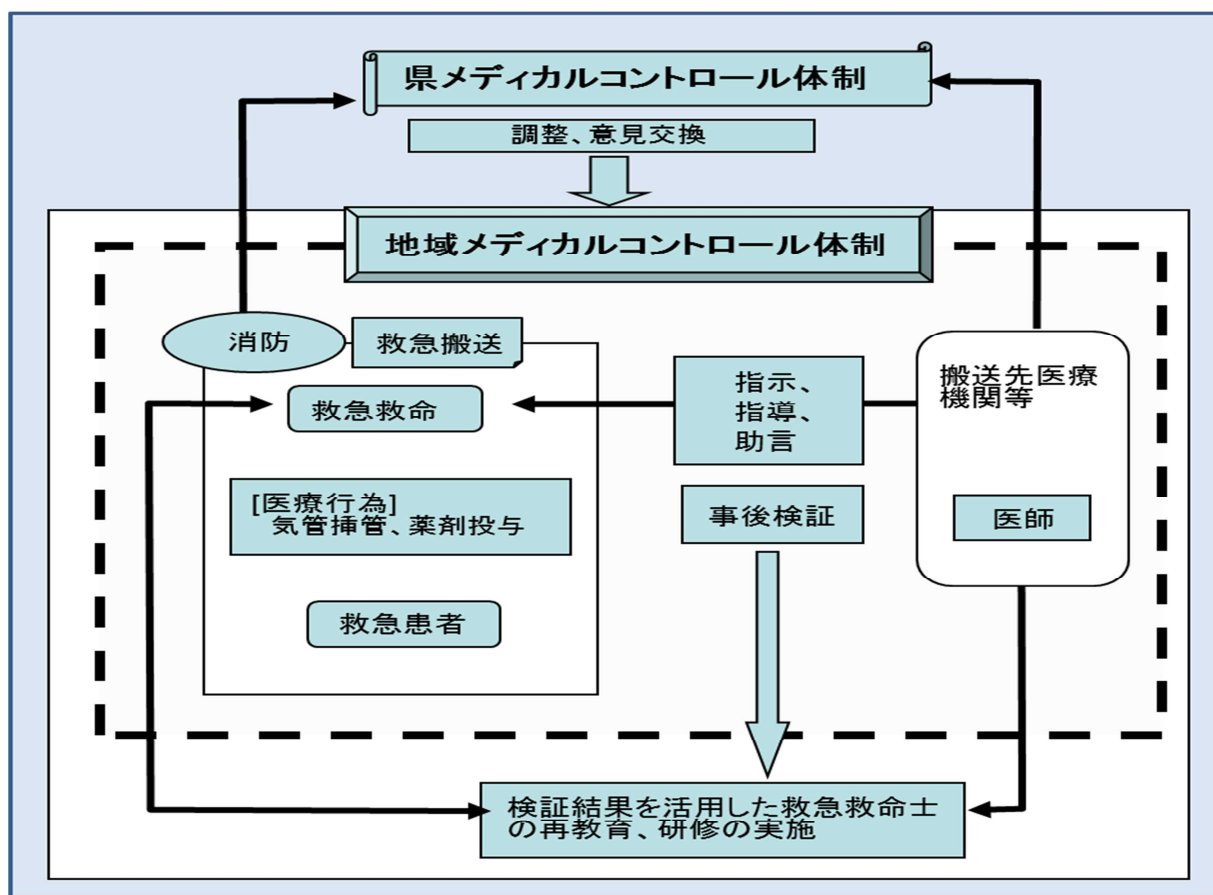 県メディカルコントロール体制
調整、意見交換
地域メディカルコントロール体制
消防
救急搬送
救急救命
[医療行為]
気管挿管、薬剤投与
救急患者
指示、
指導、
助言
事後検証
搬送先医療
機関等
医師
検証結果を活用した救急救命士
の再教育、研修の実施